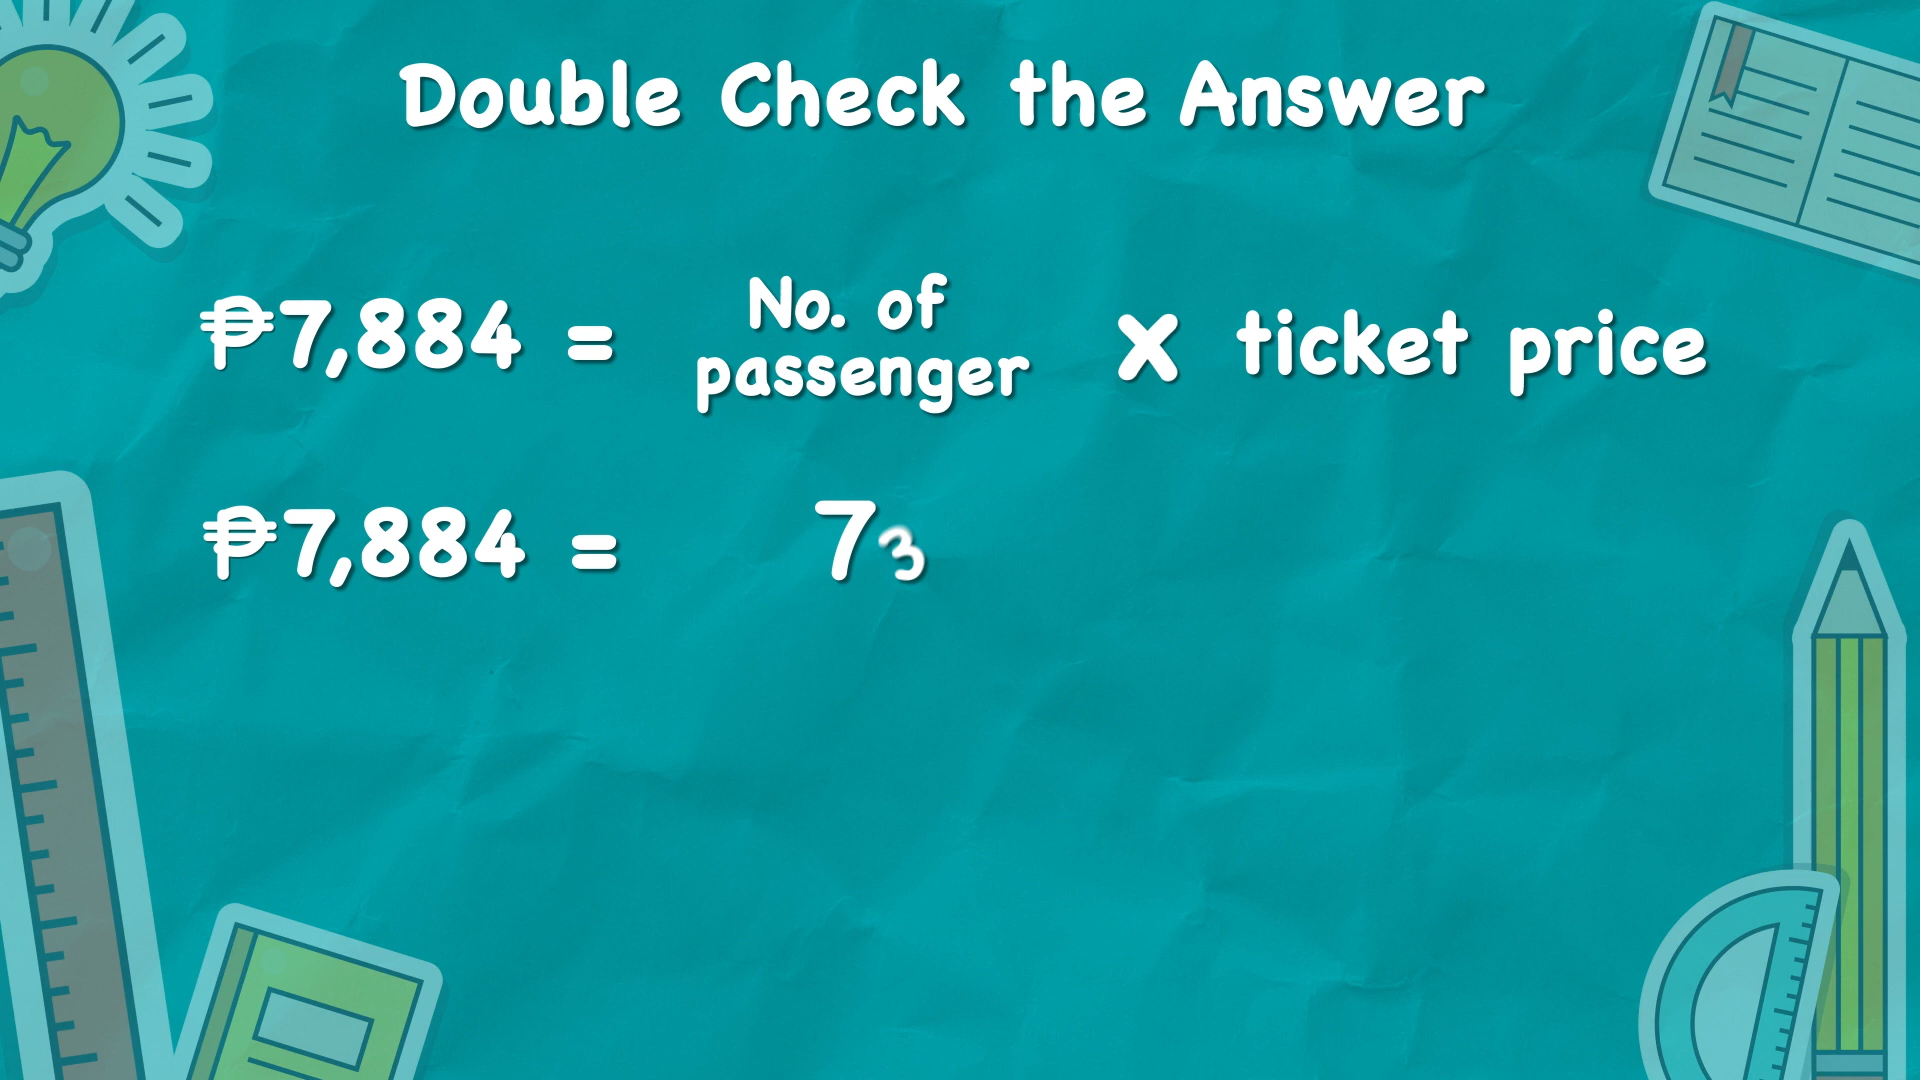 Double Check the Answer
₱7,884 = No. of passenger x ticket price
₱7,884 = 73